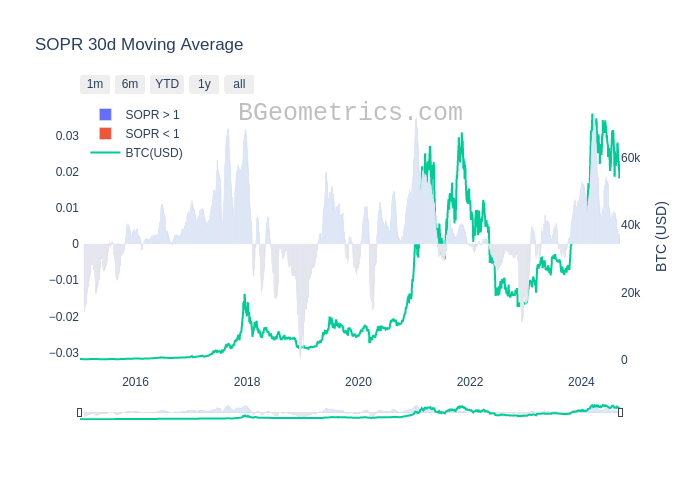 SOPR 30d Moving Average
1m 6m YTD 1y all
BGeometrics.com
SOPR > 1
SOPR < 1
BTC(USD)
0.03
0.02
0.01
0
−0.01
−0.02
−0.03
60k
40k
20k
0
BTC (USD)
2016 2018 2020 2022 2024